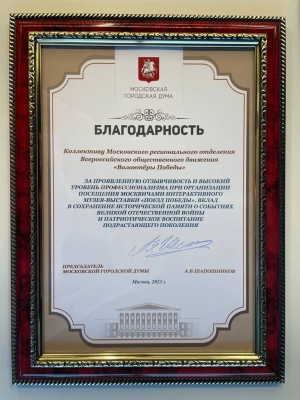 МОСКОВСКАЯ
ГОРОДСКАЯ ДУМА
БЛАГОДАРНОСТЬ
Коллективу Московского регионального отделения
Всероссийского общественного движения
«Волонтёры Победы»
ЗА ПРОЯВЛЕННУЮ ОТЗЫВЧИВОСТЬ И ВЫСОКИЙ
УРОВЕНЬ ПРОФЕССИОНАЛИЗМА ПРИ ОРГАНИЗАЦИИ
ПОСЕЩЕНИЯ МОСКВИЧАМИ ИНТЕРАКТИВНОГО
МУЗЕЯ-ВЫСТАВКИ «ПОЕЗД ПОБЕДЫ», ВКЛАД
В СОХРАНЕНИЕ ИСТОРИЧЕСКОЙ ПАМЯТИ О СОБЫТИЯХ
ВЕЛИКОЙ ОТЕЧЕСТВЕННОЙ ВОЙНЫ
И ПАТРИОТИЧЕСКОЕ ВОСПИТАНИЕ
ПОДРАСТАЮЩЕГО ПОКОЛЕНИЯ
ПРЕДСЕДАТЕЛЬ
МОСКОВСКОЙ ГОРОДСКОЙ ДУМЫ А.В.ШАПОШНИКОВ
Москва, 2023 г.